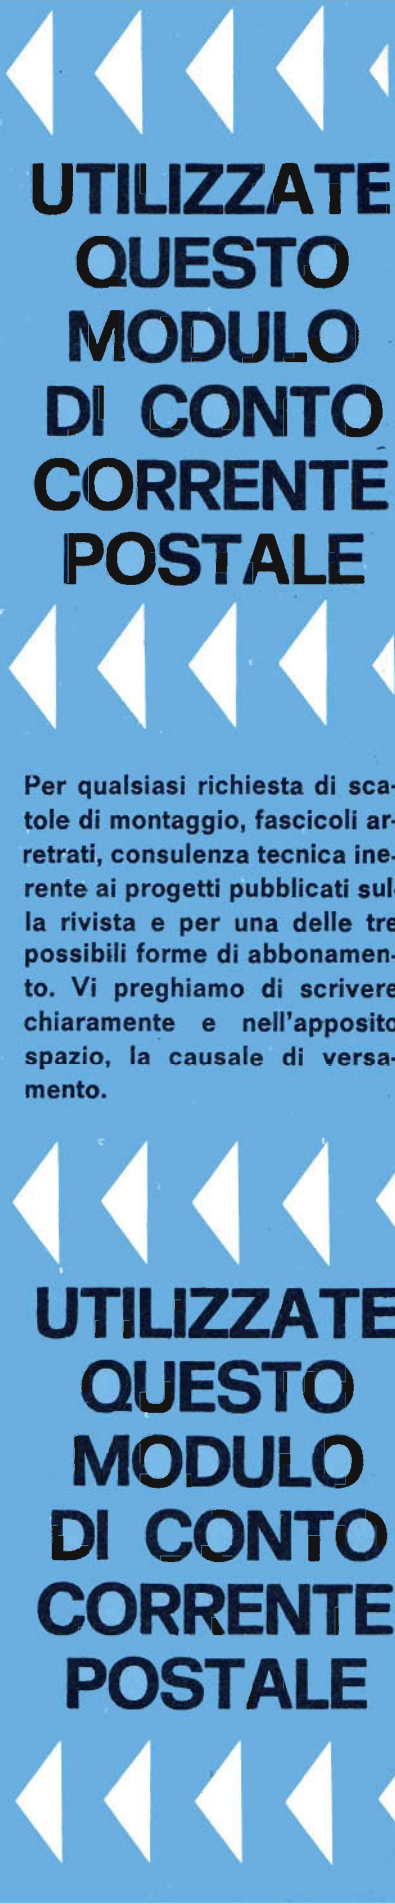 UTILIZZATE
QUESTO
MODULO
DI CONTO
CORRENTE
POSTALE
Per qualsiasi richiesta di sca-
tole di montaggio, fascicoli ar-
retrati, consulenza tecnica ine-
rente ai progetti pubblicati sul-
la rivista e per una delle tre
possibili forme di abbonamen-
to. Vi preghiamo di scrivere
chiaramente e nell'apposito
spazio, la causale di versa-
mento.
UTILIZZATE
QUESTO
MODULO
DI CONTO
CORRENTE
POSTALE